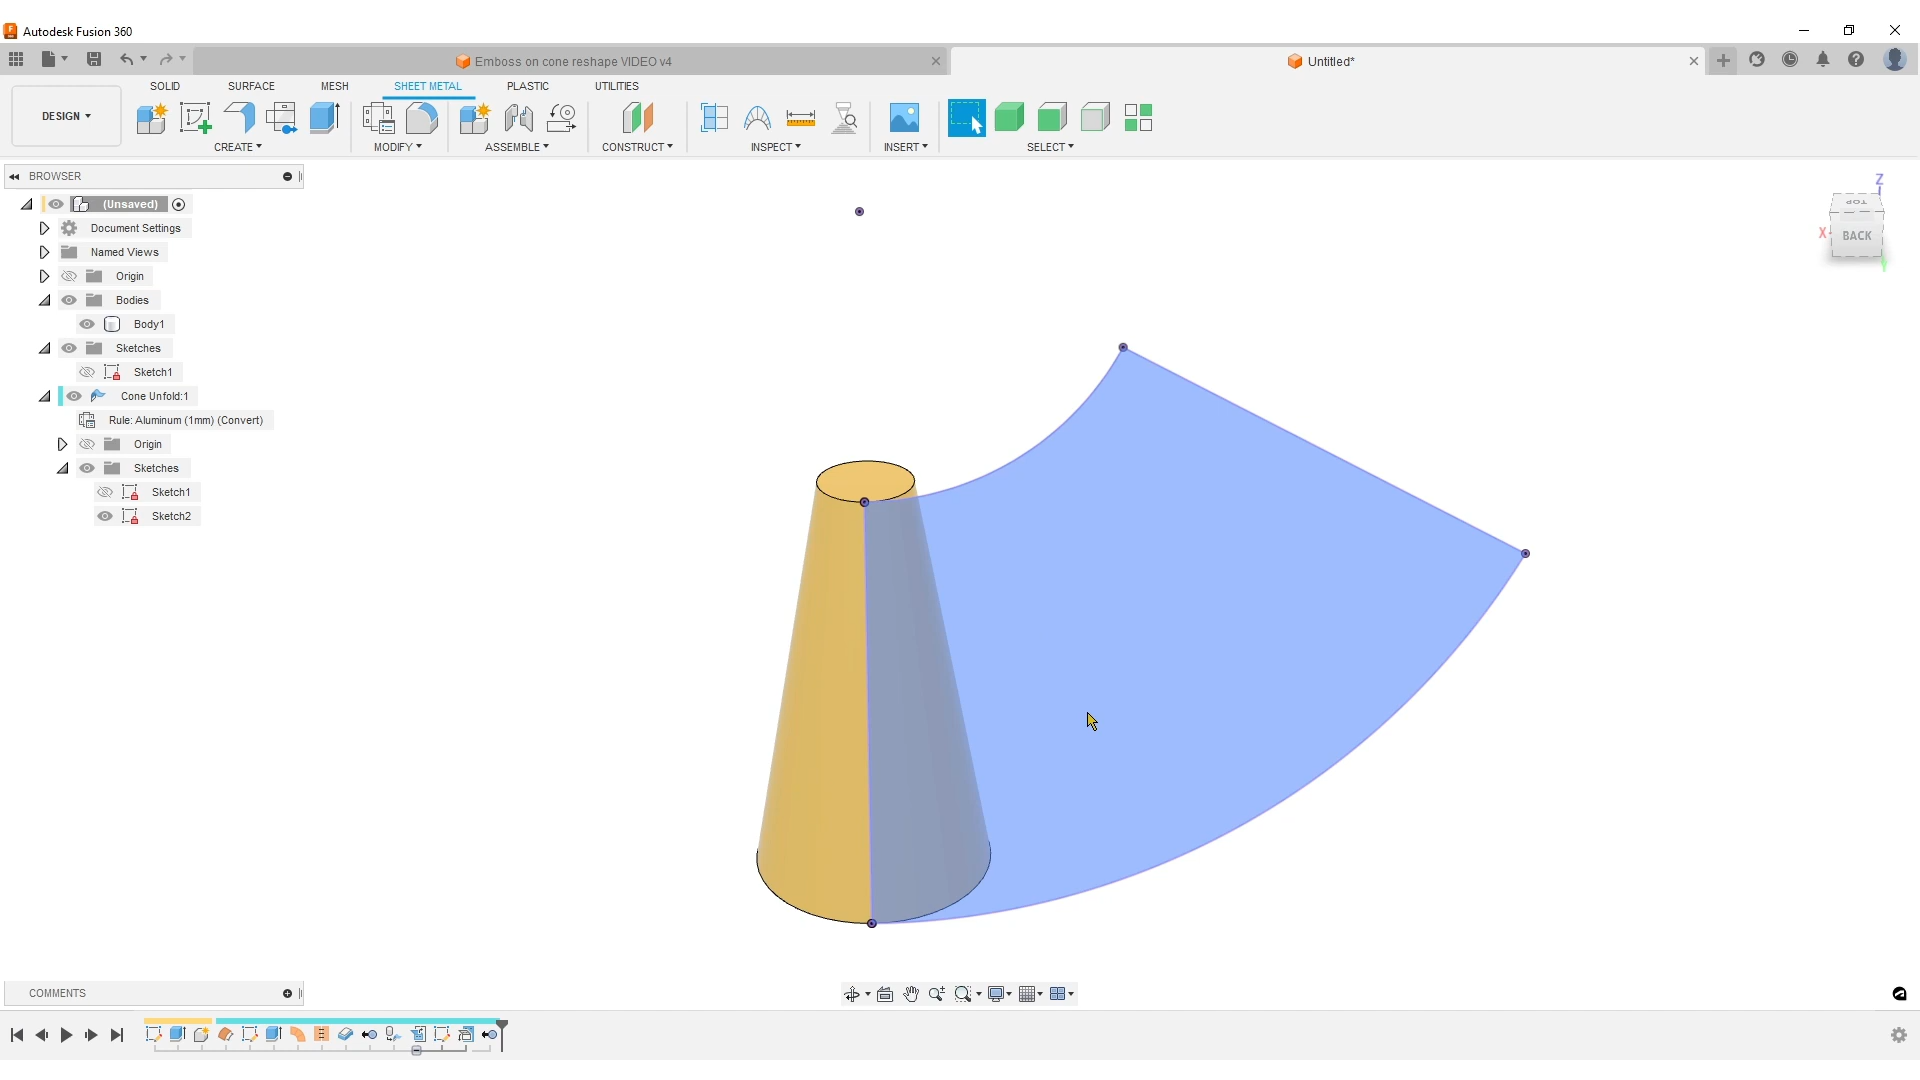 Autodesk Fusion 360
Emboss on cone reshape VIDEO v4
Untitled*
SOLID SURFACE MESH SHEET METAL PLASTIC UTILITIES
DESIGN
CREATE MODIFY ASSEMBLE CONSTRUCT INSPECT INSERT SELECT
BROWSER
(Unsaved)
Document Settings
Named Views
Origin
Bodies
Body1
Sketches
Sketch1
Cone Unfold:1
Rule: Aluminum (1mm) (Convert)
Origin
Sketches
Sketch1
Sketch2
Z
TOP
X
BACK
COMMENTS